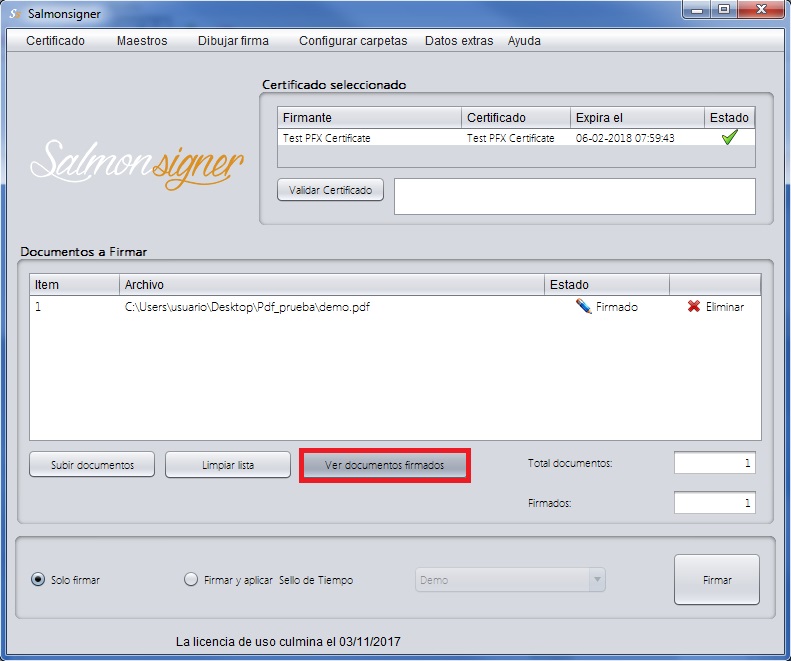 Salmonsigner
Certificado Maestros Dibujar firma Configurar carpetas Datos extras Ayuda
Certificado seleccionado
Firmante Certificado Expira el Estado
Test PFX Certificate Test PFX Certificate 06-02-2018 07:59:43
Salmonsigner
Validar Certificado
Documentos a Firmar
Item Archivo Estado
1 C:\Users\usuario\Desktop\Pdf_prueba\demo.pdf Firmado Eliminar
Subir documentos Limpiar lista Ver documentos firmados Total documentos: 1
Firmados: 1
Solo firmar Firmar y aplicar Sello de Tiempo Demo Firmar
La licencia de uso culmina el 03/11/2017